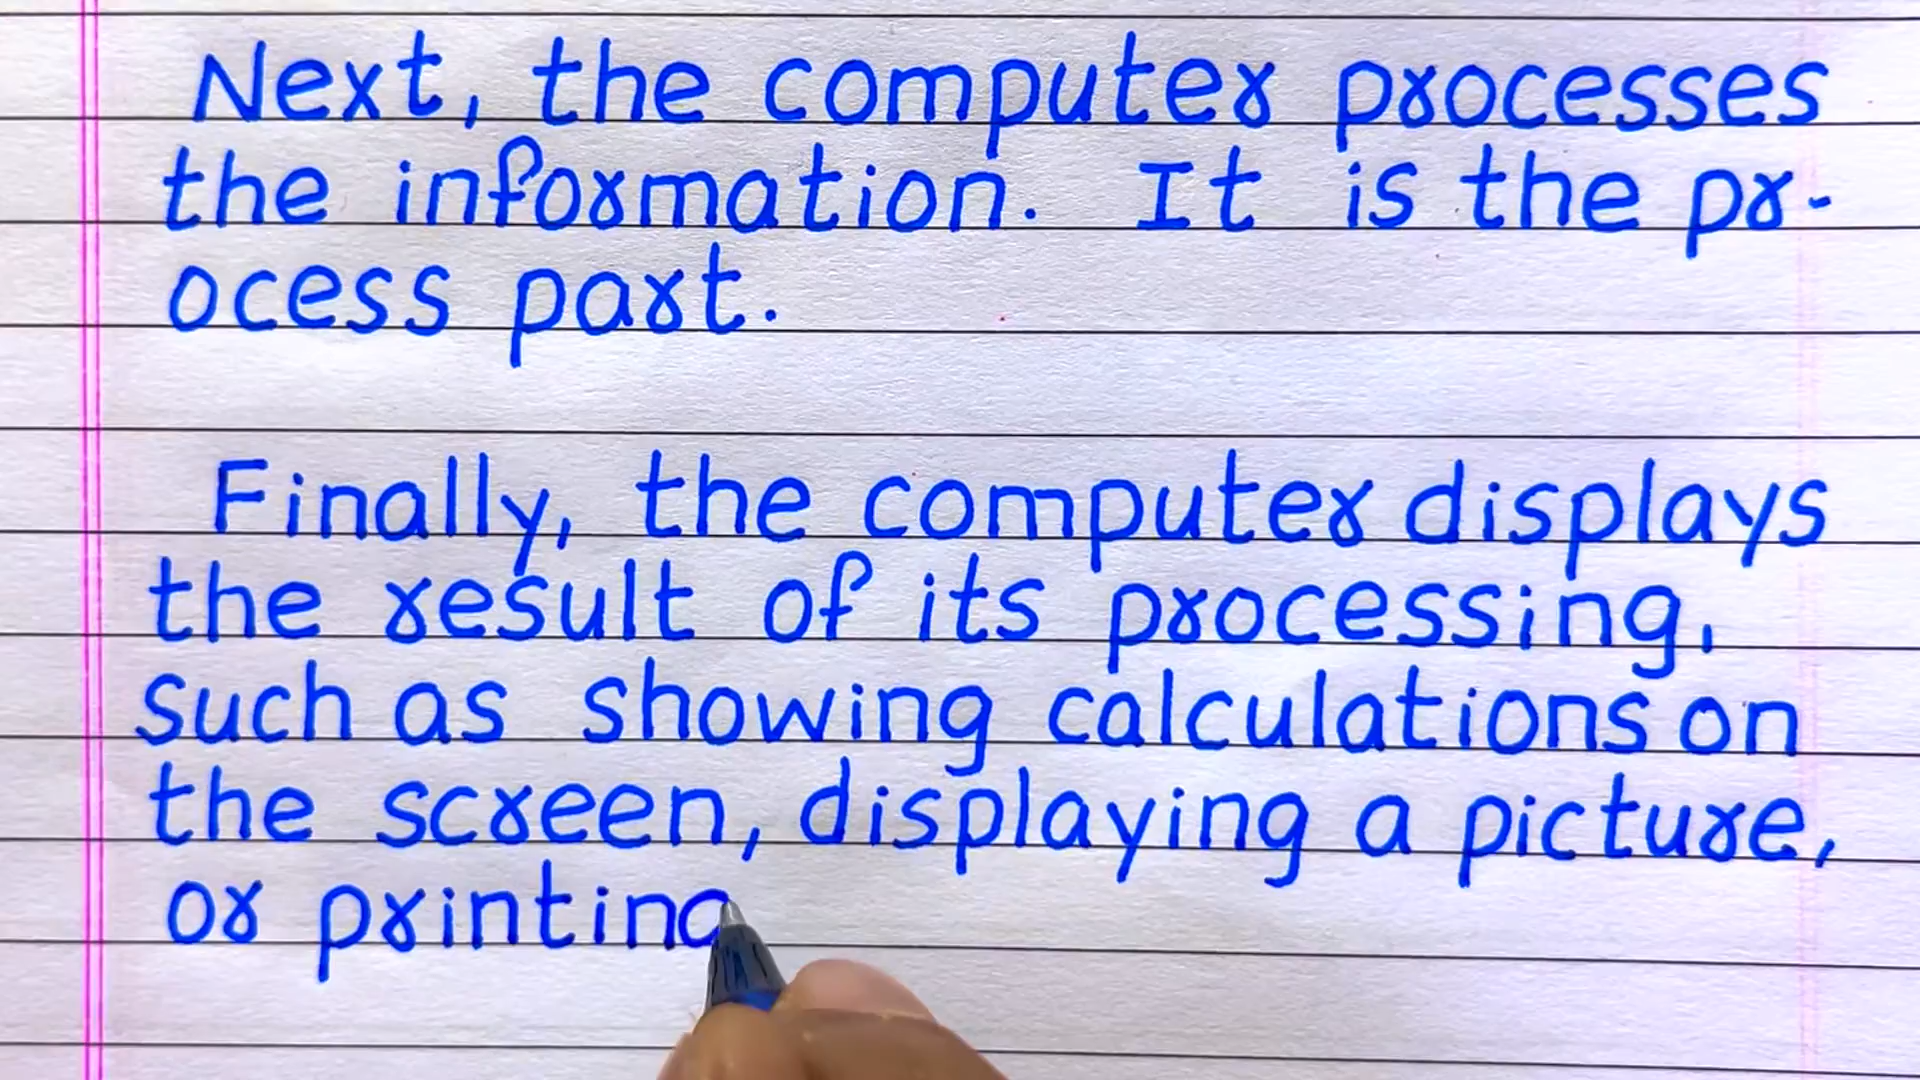 Next, the computer processes
the information. It is the pr-
ocess part.
Finally, the computer displays
the result of its processing,
such as showing calculations on
the screen, displaying a picture,
or